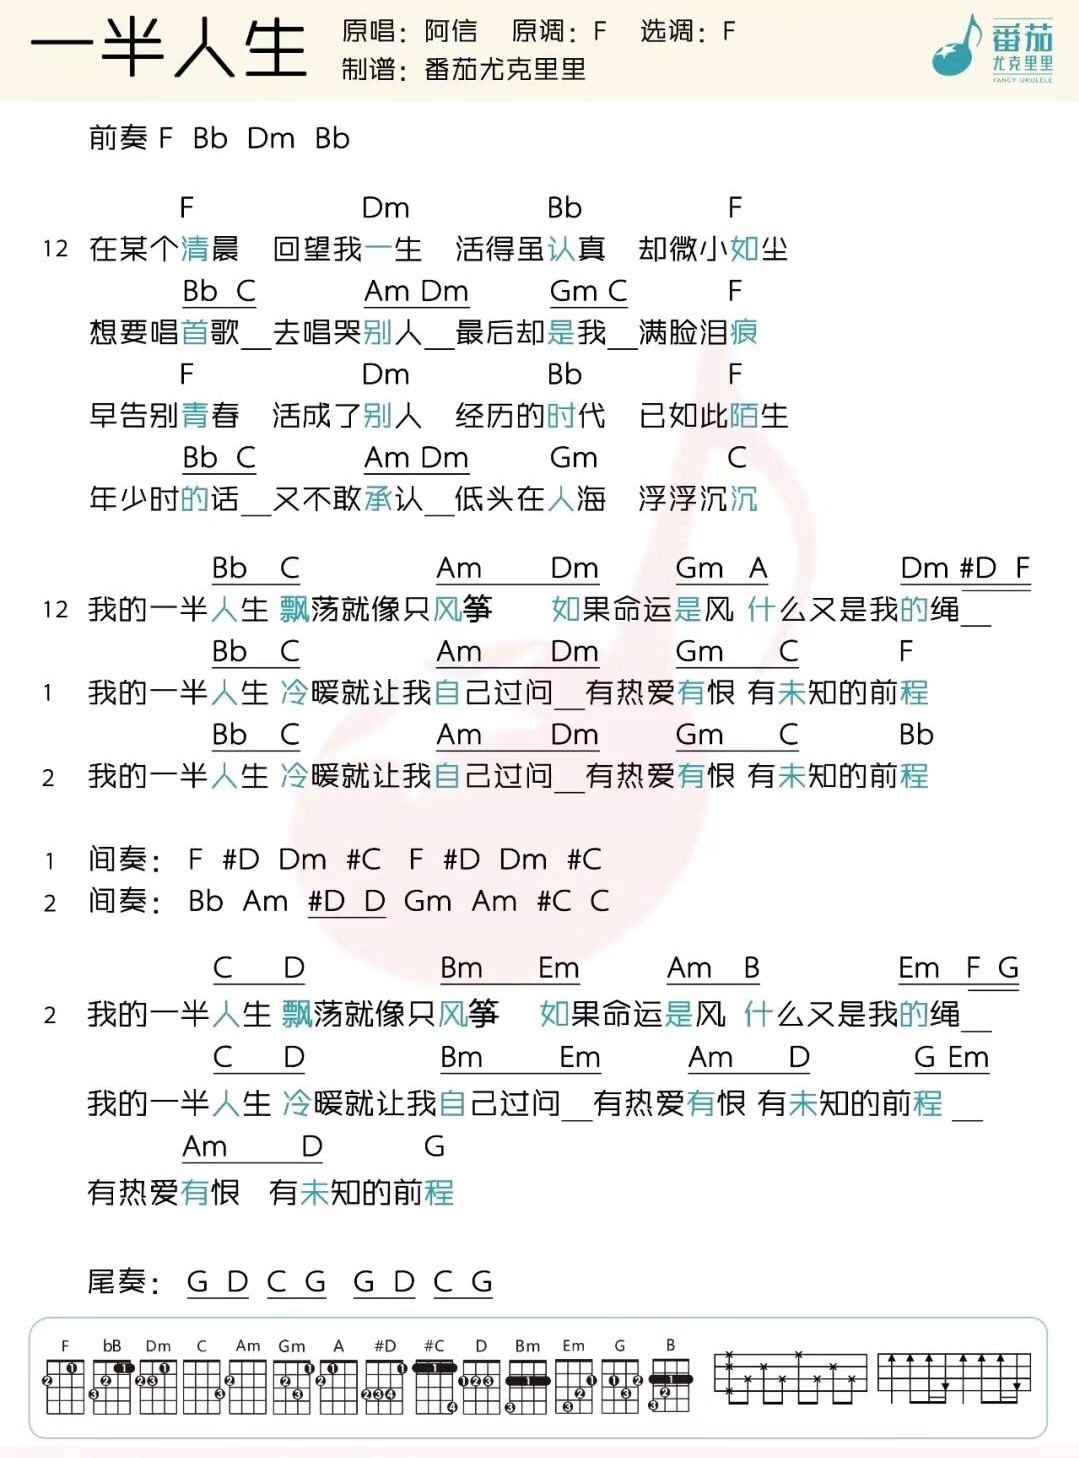 一半人生
原唱：阿信 原调：F 选调：F
制谱：番茄尤克里里
番茄
尤克里里
FANCY UKULELE
前奏 F Bb Dm Bb
F Dm Bb F
12 在某个清晨 回望我一生 活得虽认真 却微小如尘
Bb C Am Dm Gm C F
想要唱首歌__去唱哭别人__最后却是我__满脸泪痕
F Dm Bb F
早告别青春 活成了别人 经历的时代 已如此陌生
Bb C Am Dm Gm C
年少时的话__又不敢承认__低头在人海 浮浮沉沉
Bb C Am Dm Gm A Dm #D F
12 我的一半人生 飘荡就像只风筝 如果命运是风 什么又是我的绳__
Bb C Am Dm Gm C F
1 我的一半人生 冷暖就让我自己过问__有热爱有恨 有未知的前程
Bb C Am Dm Gm C Bb
2 我的一半人生 冷暖就让我自己过问__有热爱有恨 有未知的前程
1 间奏： F #D Dm #C F #D Dm #C
2 间奏： Bb Am #D D Gm Am #C C
C D Bm Em Am B Em F G
2 我的一半人生 飘荡就像只风筝 如果命运是风 什么又是我的绳__
C D Bm Em Am D G Em
我的一半人生 冷暖就让我自己过问__有热爱有恨 有未知的前程 __
Am D G
有热爱有恨 有未知的前程
尾奏： G D C G G D C G
F bB Dm C Am Gm A #D #C D Bm Em G B